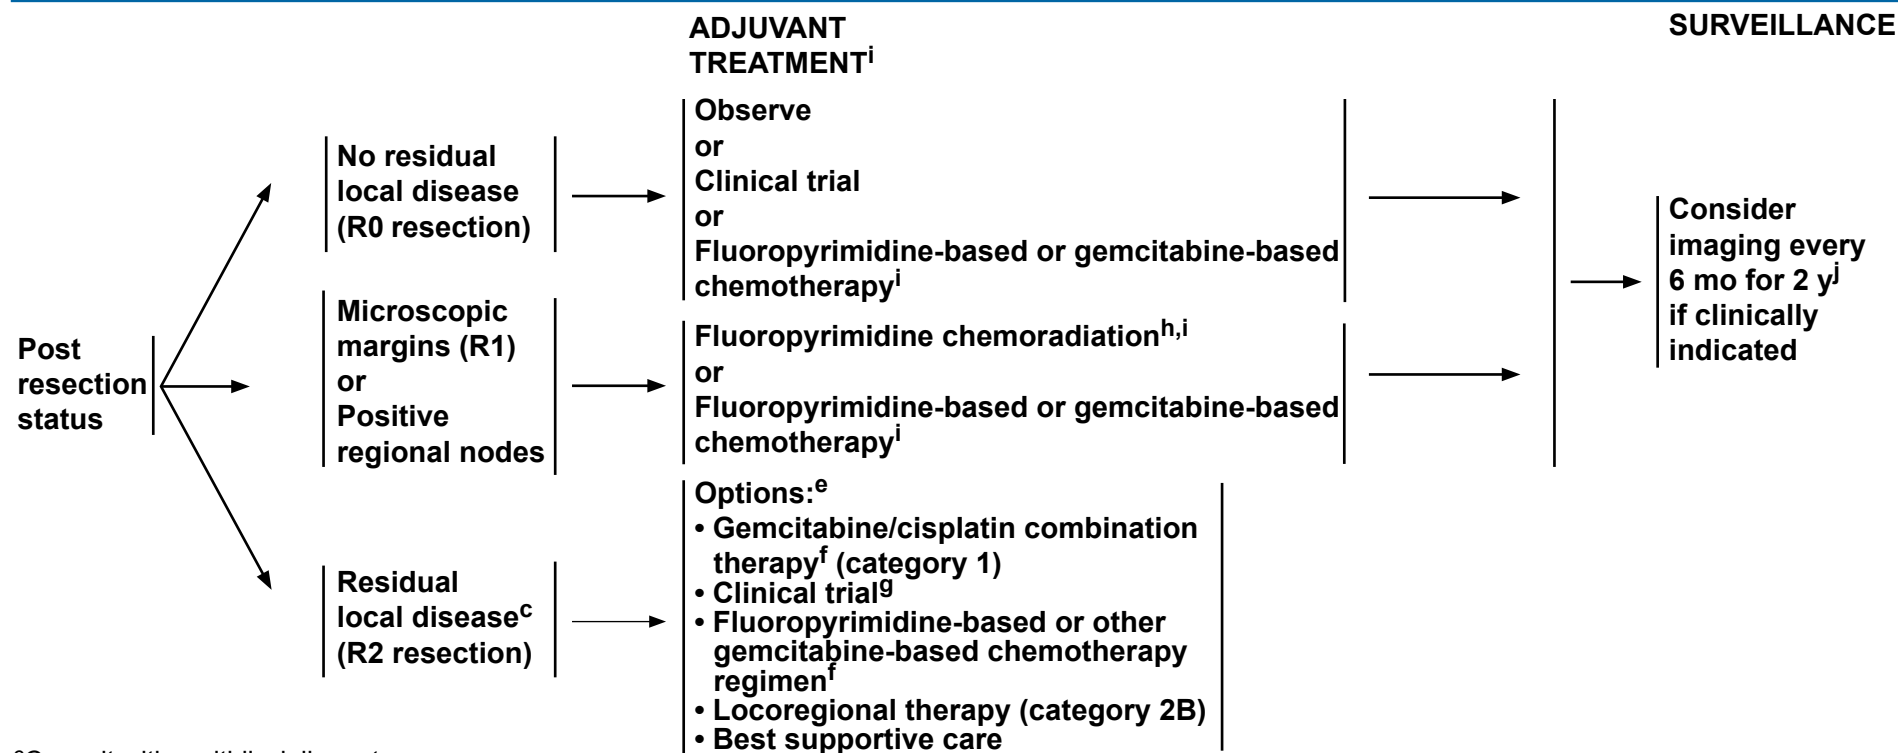 ADJUVANT
TREATMENTⁱ
SURVEILLANCE
Post
resection
status
No residual
local disease
(R0 resection)
Observe
or
Clinical trial
or
Fluoropyrimidine-based or gemcitabine-based
chemotherapyⁱ
Microscopic
margins (R1)
or
Positive
regional nodes
Fluoropyrimidine chemoradiationʰ,ⁱ
or
Fluoropyrimidine-based or gemcitabine-based
chemotherapyⁱ
Residual
local diseaseᶜ
(R2 resection)
Options:ᵉ
• Gemcitabine/cisplatin combination
therapyᶠ (category 1)
• Clinical trialᵍ
• Fluoropyrimidine-based or other
gemcitabine-based chemotherapy
regimenᶠ
• Locoregional therapy (category 2B)
• Best supportive care
Consider
imaging every
6 mo for 2 yʲ
if clinically
indicated